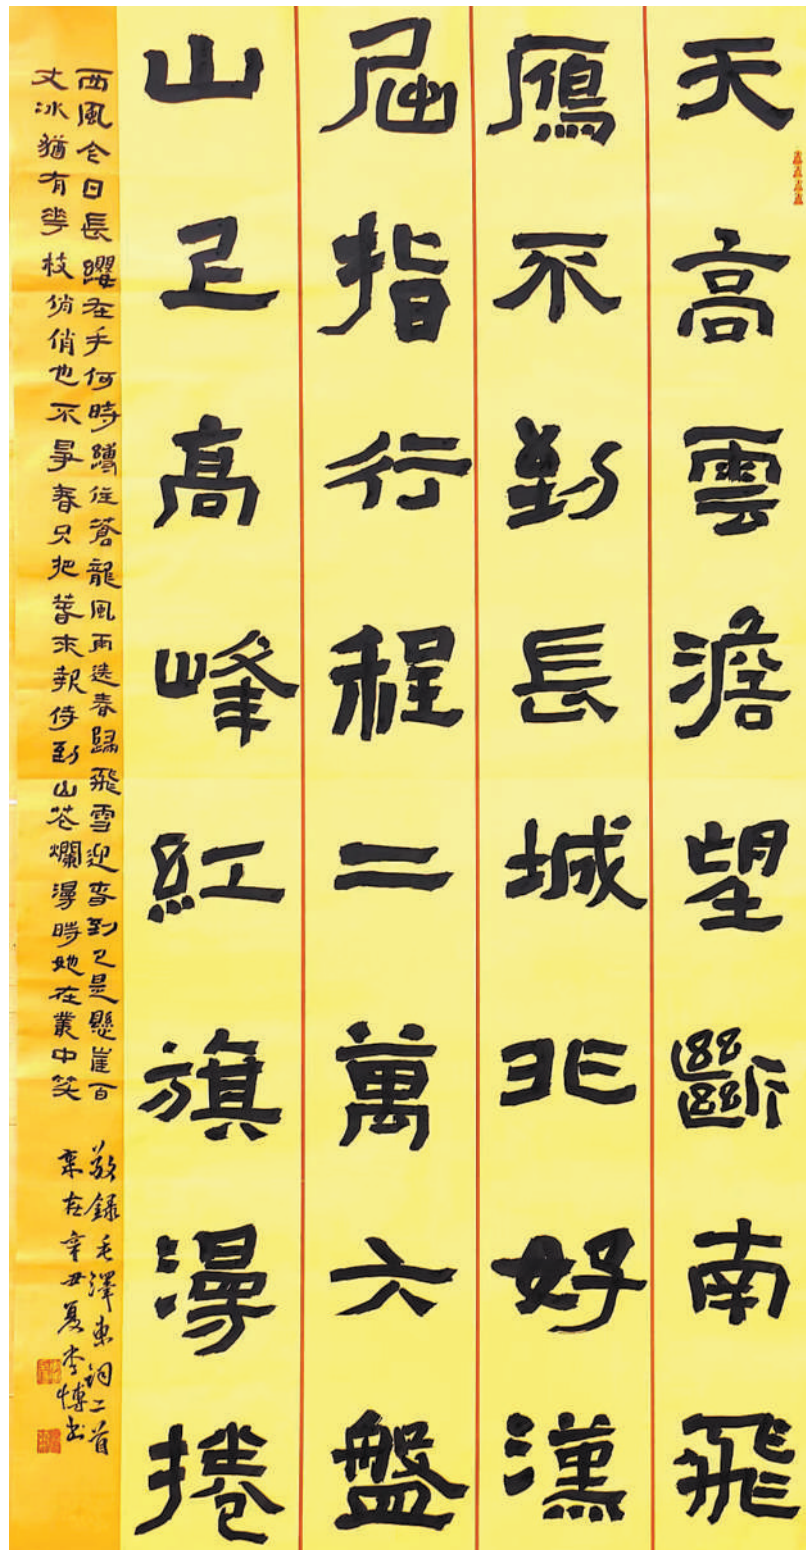 天高雲澹望斷南飛
鴈不到長城非好漢
屈指行程二萬六盤
山上高峰紅旗漫捲
西風今日長纓在手何時縛住蒼龍風雨送春歸飛雪迎春到已是懸崖百
丈冰猶有華枝俏俏也不爭春只把春來報待到山花爛漫時她在叢中笑
敬錄毛澤東詞二首
在辛丑夏李博書